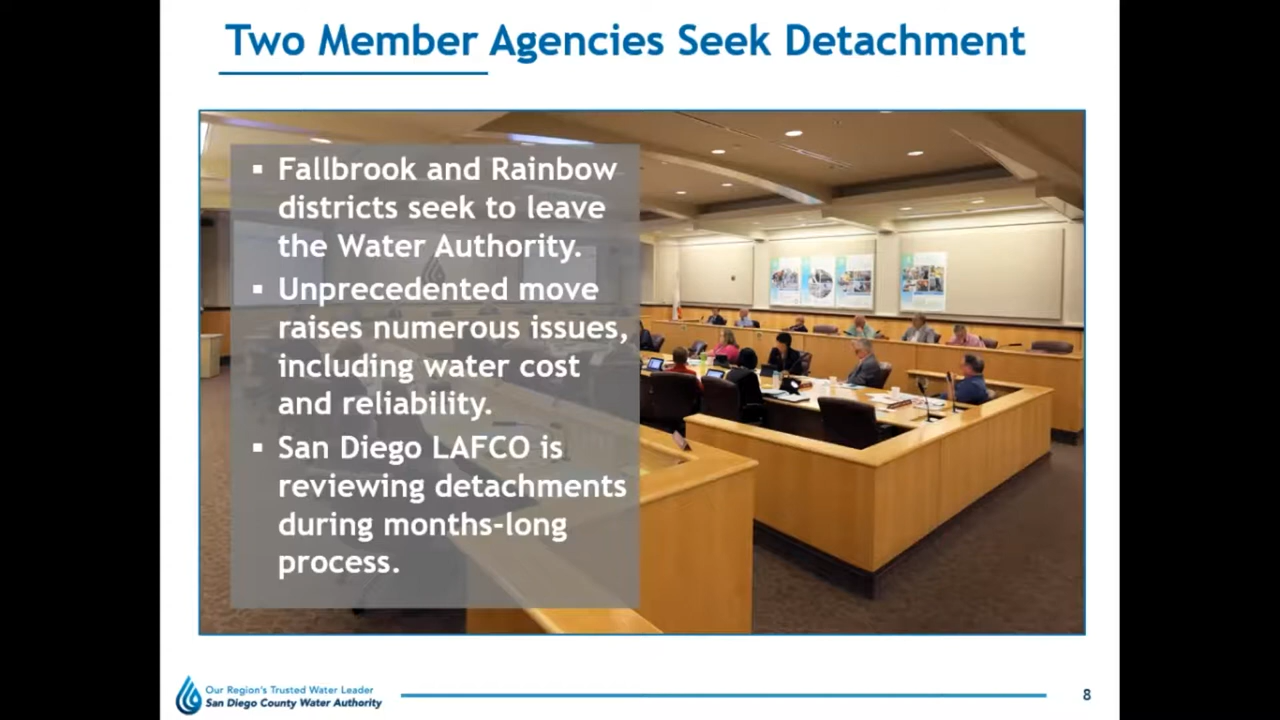 Two Member Agencies Seek Detachment
▪ Fallbrook and Rainbow
districts seek to leave
the Water Authority.
▪ Unprecedented move
raises numerous issues,
including water cost
and reliability.
▪ San Diego LAFCO is
reviewing detachments
during months-long
process.
Our Region's Trusted Water Leader
San Diego County Water Authority
8